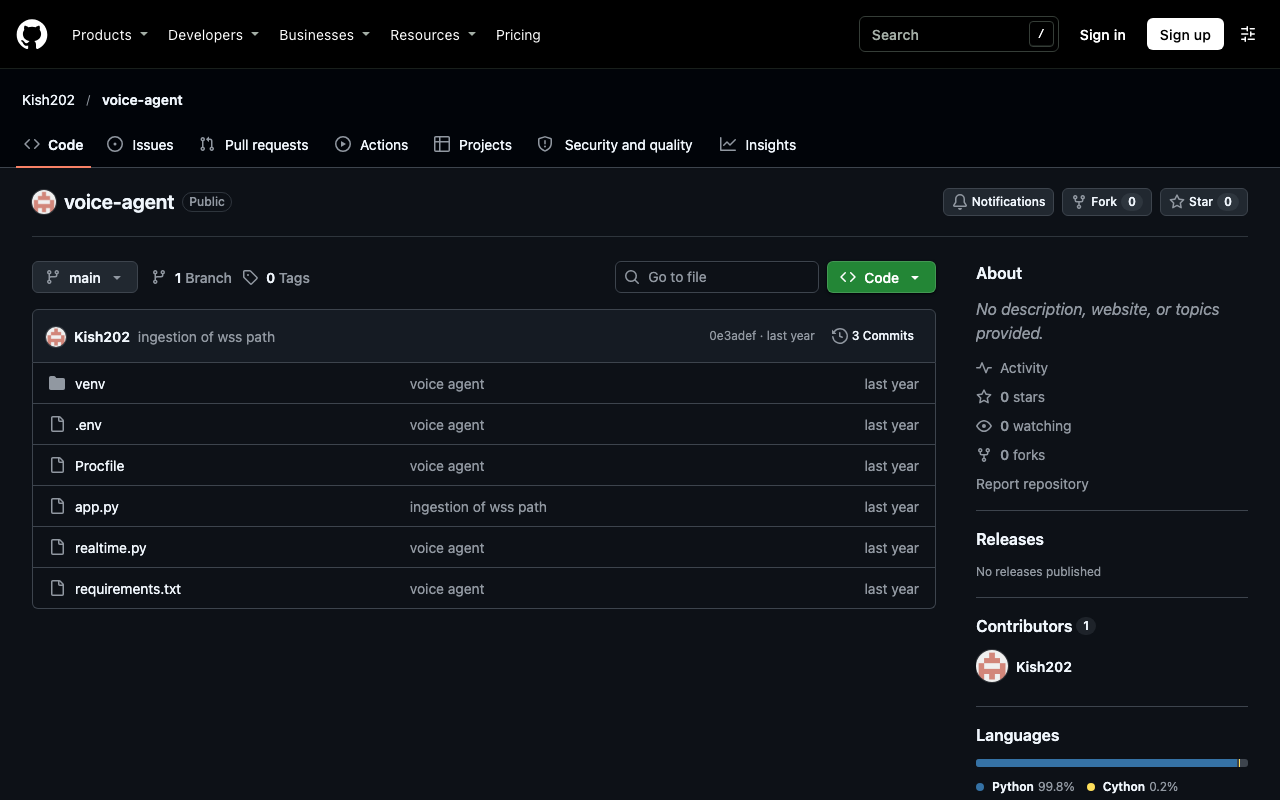 Products Developers Businesses Resources Pricing Search / Sign in Sign up
Kish202 / voice-agent
Code Issues Pull requests Actions Projects Security and quality Insights
voice-agent Public Notifications Fork 0 Star 0
main 1 Branch 0 Tags Go to file Code
Kish202 ingestion of wss path 0e3adef · last year 3 Commits
venv voice agent last year
.env voice agent last year
Procfile voice agent last year
app.py ingestion of wss path last year
realtime.py voice agent last year
requirements.txt voice agent last year
About
No description, website, or topics
provided.
Activity
0 stars
0 watching
0 forks
Report repository
Releases
No releases published
Contributors 1
Kish202
Languages
Python 99.8% Cython 0.2%